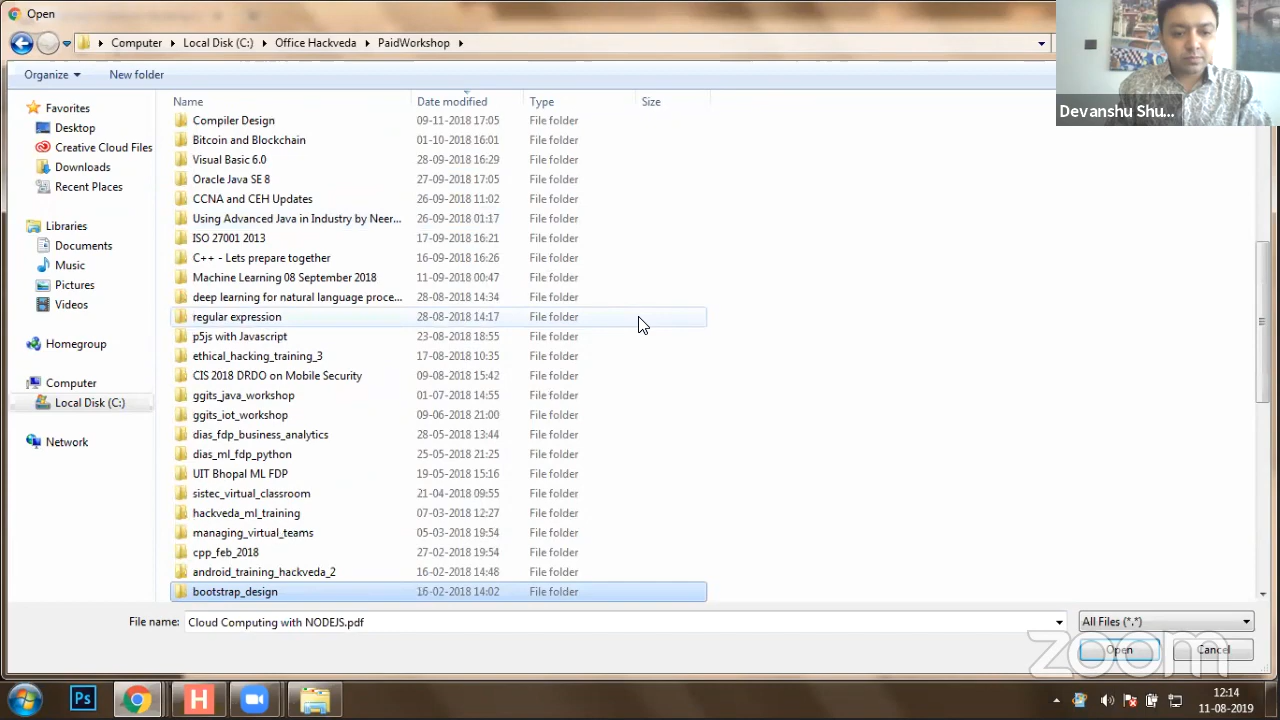 Open
Computer
Local Disk (C:)
Office Hackveda
PaidWorkshop
Organize
New folder
Favorites
Desktop
Creative Cloud Files
Downloads
Recent Places
Libraries
Documents
Music
Pictures
Videos
Homegroup
Computer
Local Disk (C:)
Network
Name Date modified Type Size
Compiler Design 09-11-2018 17:05 File folder
Bitcoin and Blockchain 01-10-2018 16:01 File folder
Visual Basic 6.0 28-09-2018 16:29 File folder
Oracle Java SE 8 27-09-2018 17:05 File folder
CCNA and CEH Updates 26-09-2018 11:02 File folder
Using Advanced Java in Industry by Neer... 26-09-2018 01:17 File folder
ISO 27001 2013 17-09-2018 16:21 File folder
C++ - Lets prepare together 16-09-2018 16:26 File folder
Machine Learning 08 September 2018 11-09-2018 00:47 File folder
deep learning for natural language proce... 28-08-2018 14:34 File folder
regular expression 28-08-2018 14:17 File folder
p5js with Javascript 23-08-2018 18:55 File folder
ethical_hacking_training_3 17-08-2018 10:35 File folder
CIS 2018 DRDO on Mobile Security 09-08-2018 15:42 File folder
ggits_java_workshop 01-07-2018 14:55 File folder
ggits_iot_workshop 09-06-2018 21:00 File folder
dias_fdp_business_analytics 28-05-2018 13:44 File folder
dias_ml_fdp_python 25-05-2018 21:25 File folder
UIT Bhopal ML FDP 19-05-2018 15:16 File folder
sistec_virtual_classroom 21-04-2018 09:55 File folder
hackveda_ml_training 07-03-2018 12:27 File folder
managing_virtual_teams 05-03-2018 19:54 File folder
cpp_feb_2018 27-02-2018 19:54 File folder
android_training_hackveda_2 16-02-2018 14:48 File folder
bootstrap_design 16-02-2018 14:02 File folder
File name: Cloud Computing with NODEJS.pdf
All Files (*.*)
Open
Cancel
zoom
Devanshu Shu...
Ps
H
12:14
11-08-2019